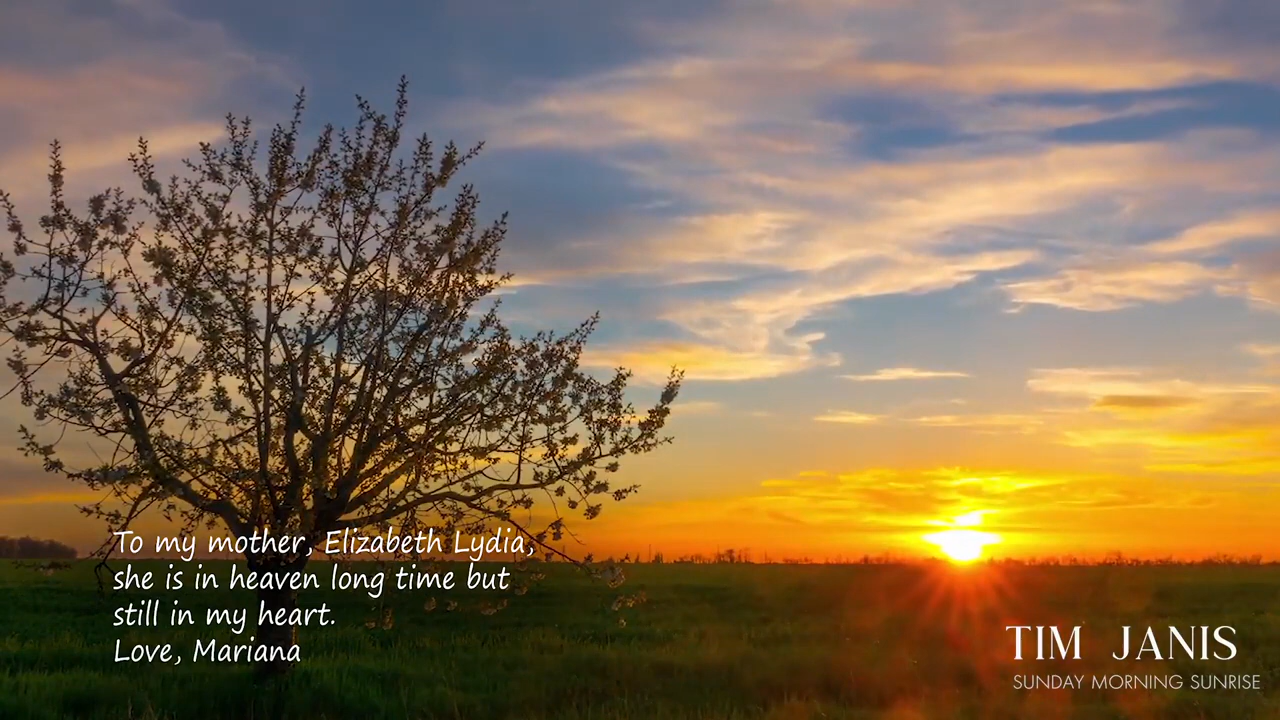 To my mother, Elizabeth Lydia,
she is in heaven long time but
still in my heart.
Love, Mariana
TIM JANIS
SUNDAY MORNING SUNRISE